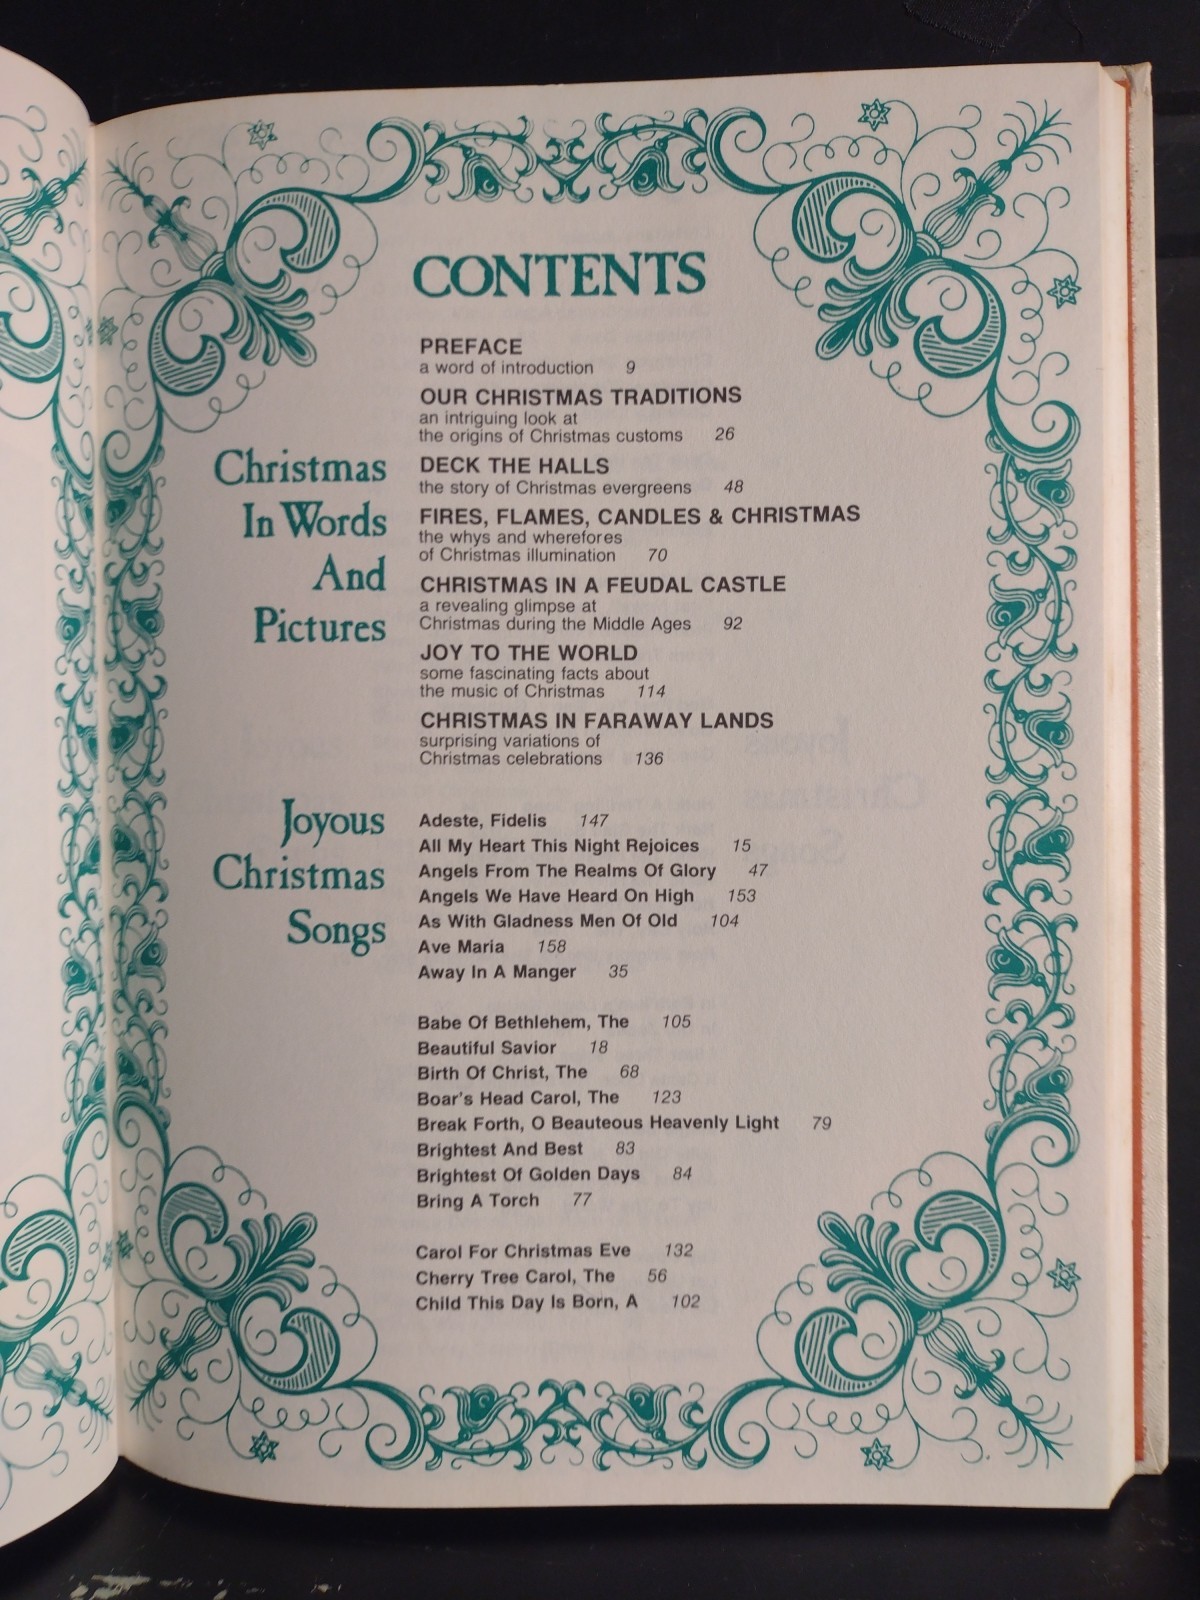 CONTENTS
Christmas
In Words
And
Pictures
PREFACE
a word of introduction 9
OUR CHRISTMAS TRADITIONS
an intriguing look at
the origins of Christmas customs 26
DECK THE HALLS
the story of Christmas evergreens 48
FIRES, FLAMES, CANDLES & CHRISTMAS
the whys and wherefores
of Christmas illumination 70
CHRISTMAS IN A FEUDAL CASTLE
a revealing glimpse at
Christmas during the Middle Ages 92
JOY TO THE WORLD
some fascinating facts about
the music of Christmas 114
CHRISTMAS IN FARAWAY LANDS
surprising variations of
Christmas celebrations 136
Joyous
Christmas
Songs
Adeste, Fidelis 147
All My Heart This Night Rejoices 15
Angels From The Realms Of Glory 47
Angels We Have Heard On High 153
As With Gladness Men Of Old 104
Ave Maria 158
Away In A Manger 35
Babe Of Bethlehem, The 105
Beautiful Savior 18
Birth Of Christ, The 68
Boar's Head Carol, The 123
Break Forth, O Beauteous Heavenly Light 79
Brightest And Best 83
Brightest Of Golden Days 84
Bring A Torch 77
Carol For Christmas Eve 132
Cherry Tree Carol, The 56
Child This Day Is Born, A 102